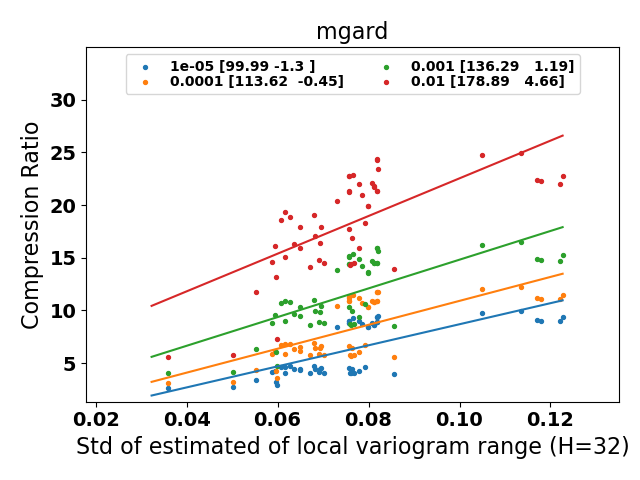 mgard
1e-05 [99.99 -1.3 ]
0.0001 [113.62  -0.45]
0.001 [136.29   1.19]
0.01 [178.89   4.66]
Compression Ratio
30
25
20
15
10
5
0.02 0.04 0.06 0.08 0.10 0.12
Std of estimated of local variogram range (H=32)